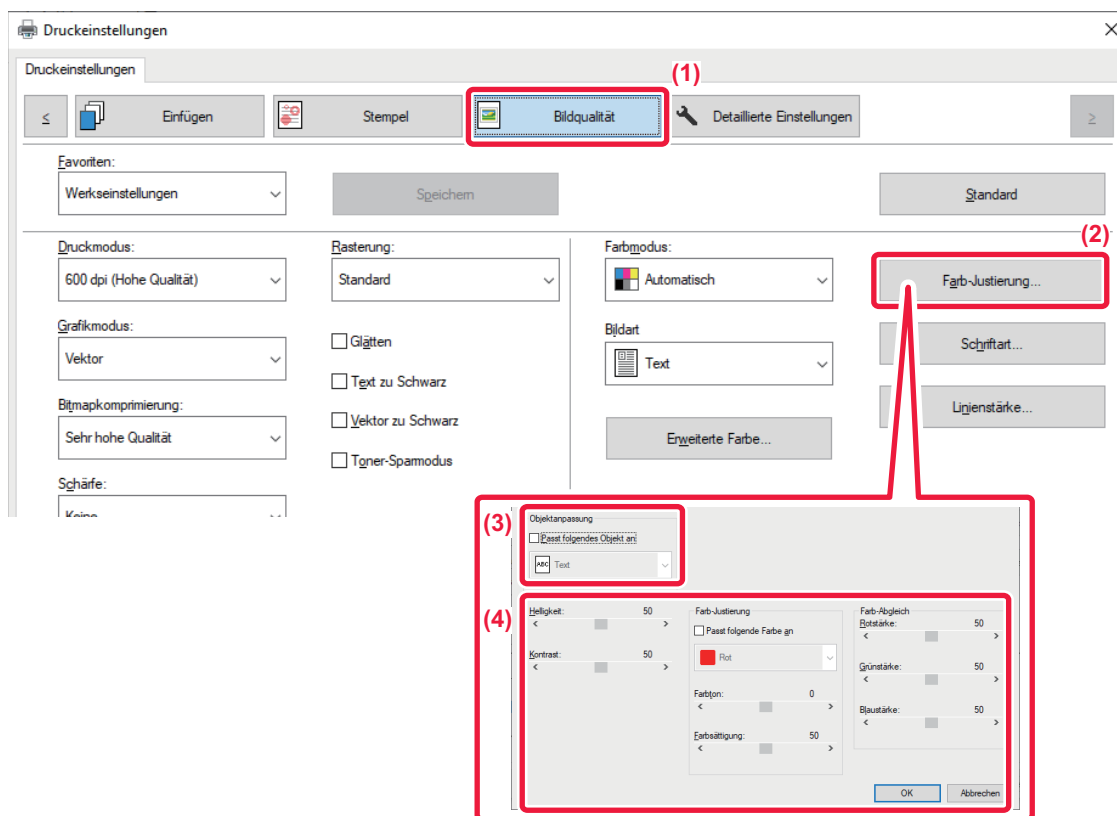 Druckeinstellungen
Druckeinstellungen
(1)
≤ Einfügen Stempel Bildqualität Detaillierte Einstellungen ≥
Favoriten:
Werkseinstellungen Speichern Standard
(2)
Druckmodus: Rasterung: Farbmodus:
600 dpi (Hohe Qualität) Standard Automatisch Farb-Justierung...
Grafikmodus: Glätten Bildart Schriftart...
Vektor Text zu Schwarz Text
Bitmapkomprimierung: Vektor zu Schwarz Linienstärke...
Sehr hohe Qualität Toner-Sparmodus Erweiterte Farbe...
Schärfe:
Keine
(3)
Objektanpassung
Passt folgendes Objekt an
ABC Text
(4)
Helligkeit: 50 Farb-Justierung Farb-Abgleich
< > Passt folgende Farbe an Rotstärke: 50
< >
Kontrast: 50 Rot Grünstärke: 50
< > < >
Farbton: 0 Blaustärke: 50
< > < >
Farbsättigung: 50
< >
OK Abbrechen